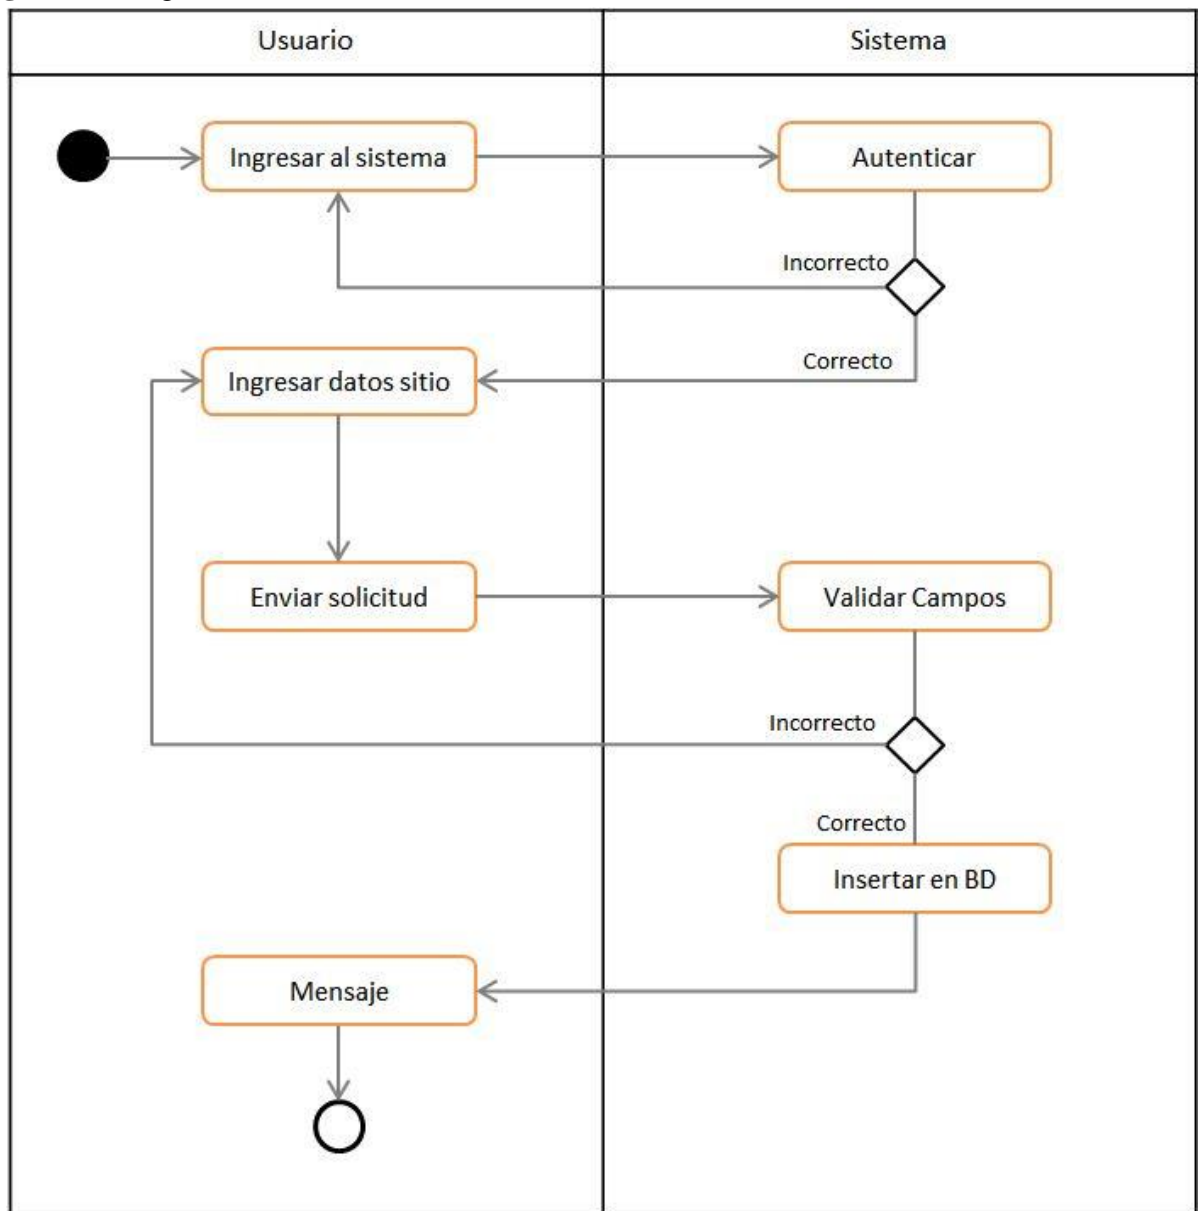 Usuario
Sistema
Ingresar al sistema
Autenticar
Incorrecto
Correcto
Ingresar datos sitio
Enviar solicitud
Validar Campos
Incorrecto
Correcto
Insertar en BD
Mensaje